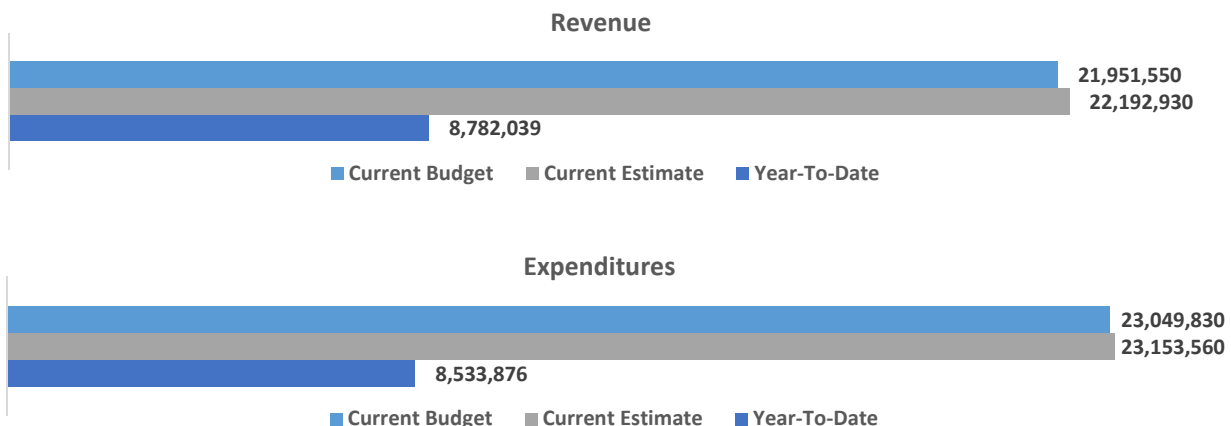 Revenue
21,951,550
22,192,930
8,782,039
Current Budget Current Estimate Year-To-Date
Expenditures
23,049,830
23,153,560
8,533,876
Current Budget Current Estimate Year-To-Date